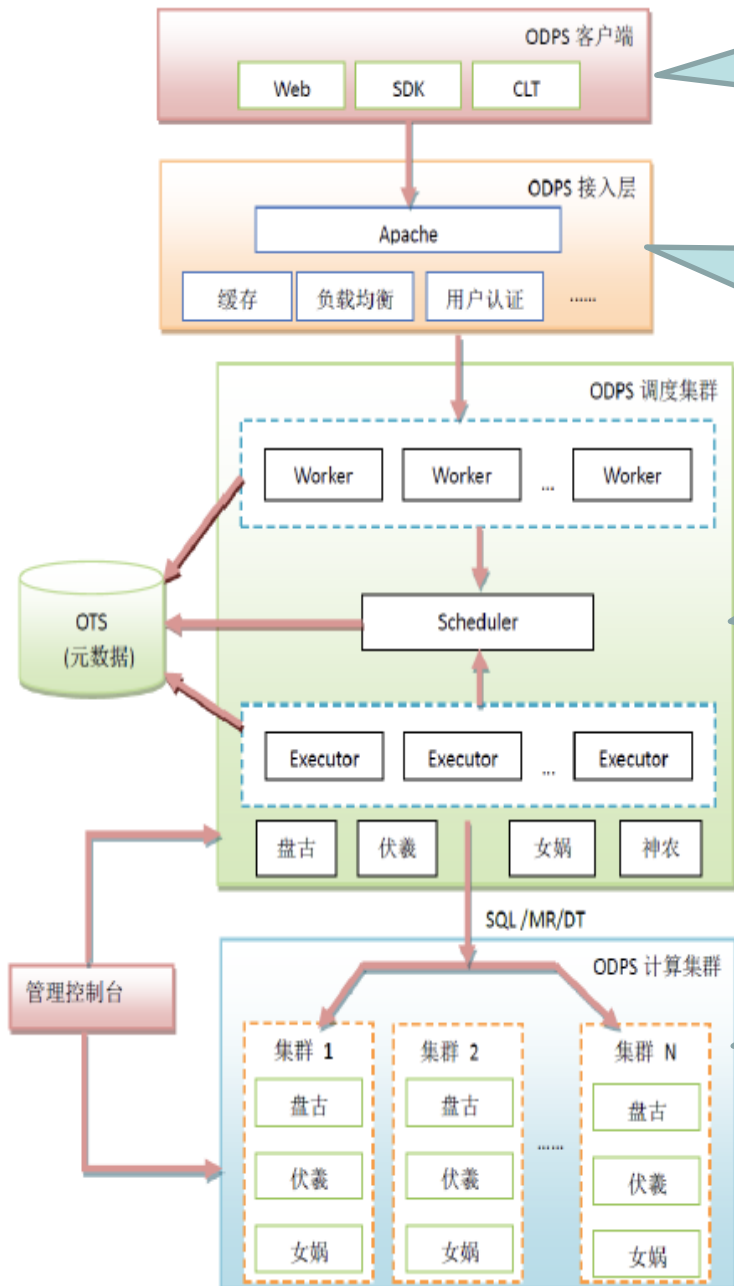 ODPS 客户端
Web SDK CLT
ODPS 接入层
Apache
缓存 负载均衡 用户认证 ......
ODPS 调度集群
Worker Worker ... Worker
OTS
(元数据)
Scheduler
Executor Executor ... Executor
盘古 伏羲 女娲 神农
SQL /MR/DT
管理控制台
ODPS 计算集群
集群 1 集群 2 集群 N
盘古 盘古 盘古
......
伏羲 伏羲 伏羲
女娲 女娲 女娲